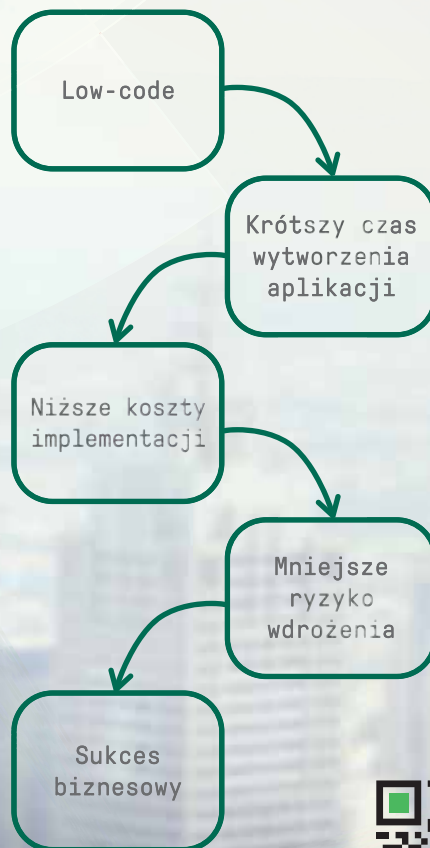 Low-code
Krótszy czas
wytworzenia
aplikacji
Niższe koszty
implementacji
Mniejsze
ryzyko
wdrożenia
Sukces
biznesowy